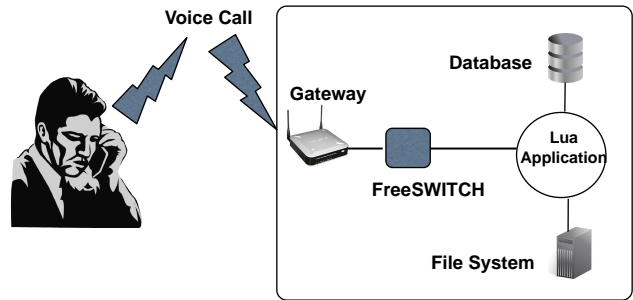 Voice Call
Database
Gateway
Lua
Application
FreeSWITCH
File System